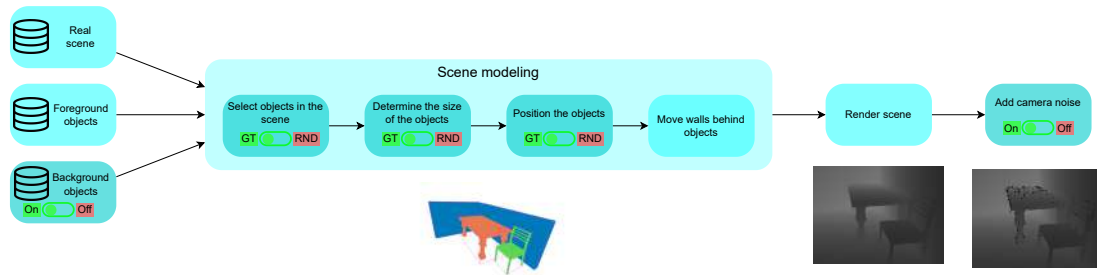 Real
scene
Foreground
objects
Background
objects
On Off
Scene modeling
Select objects in the
scene
GT RND
Determine the size
of the objects
GT RND
Position the objects
GT RND
Move walls behind
objects
Render scene
Add camera noise
On Off